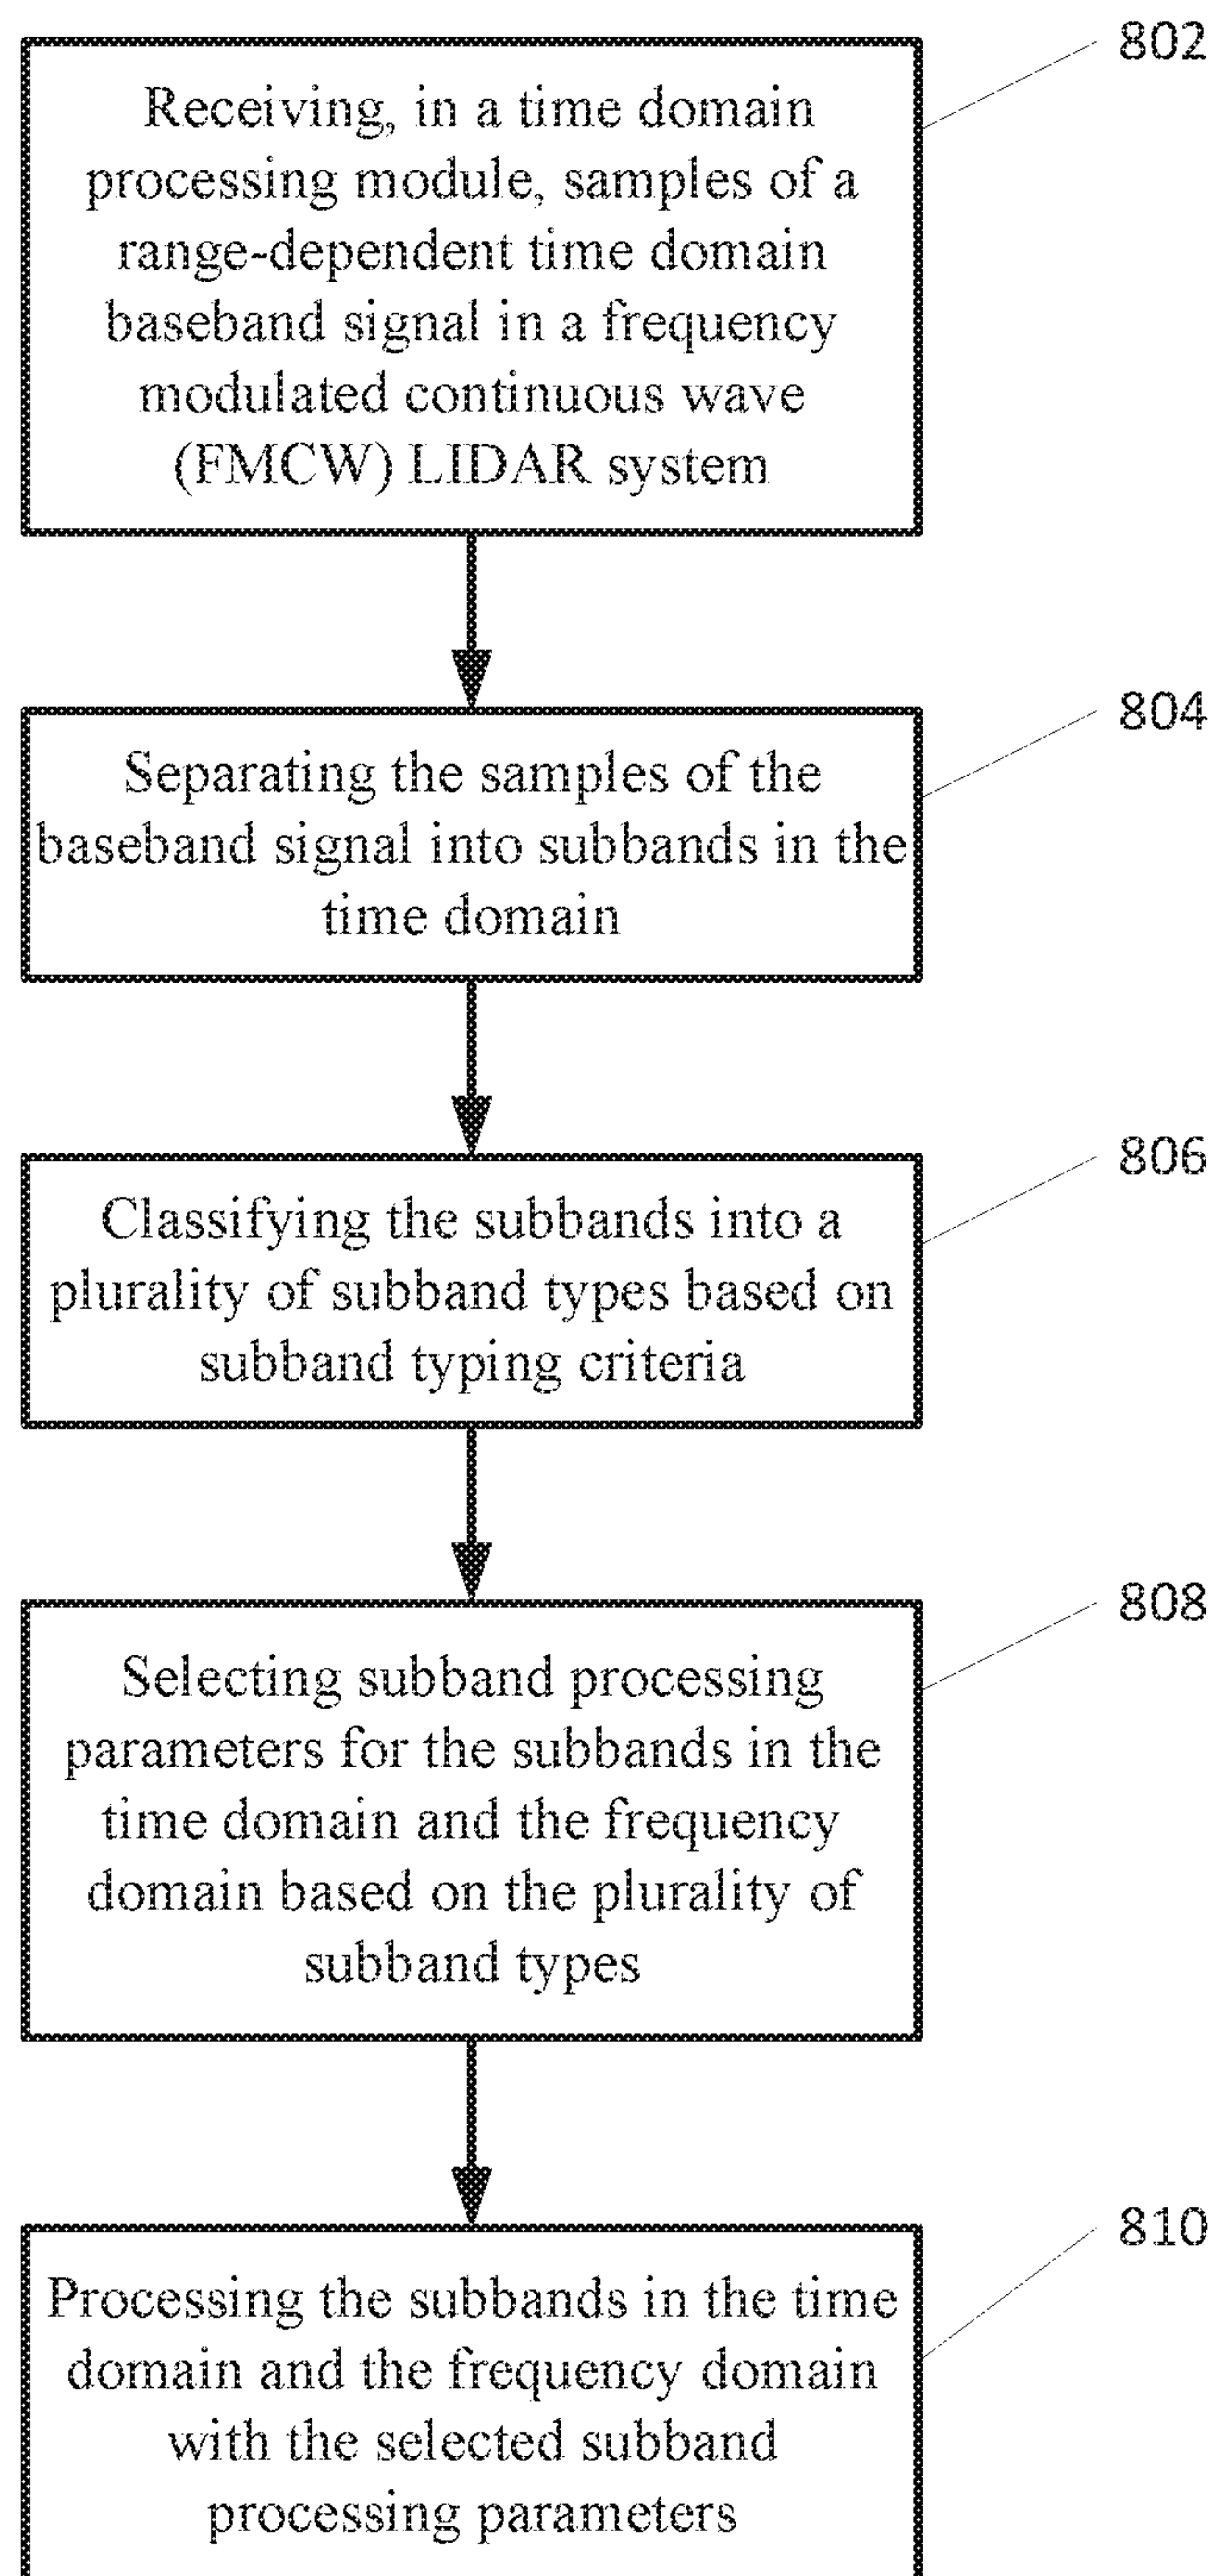 802
Receiving, in a time domain
processing module, samples of a
range-dependent time domain
baseband signal in a frequency
modulated continuous wave
(FMCW) LIDAR system
804
Separating the samples of the
baseband signal into subbands in the
time domain
806
Classifying the subbands into a
plurality of subband types based on
subband typing criteria
808
Selecting subband processing
parameters for the subbands in the
time domain and the frequency
domain based on the plurality of
subband types
810
Processing the subbands in the time
domain and the frequency domain
with the selected subband
processing parameters